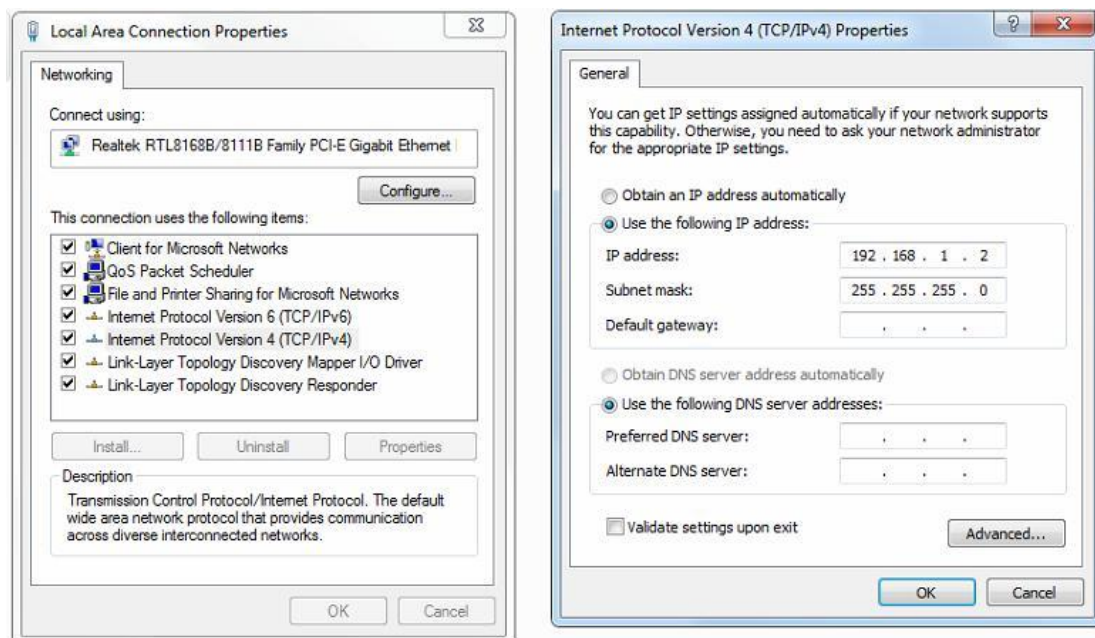 Local Area Connection Properties
Networking
Connect using:
Realtek RTL8168B/8111B Family PCI-E Gigabit Ethernet
Configure...
This connection uses the following items:
Client for Microsoft Networks
QoS Packet Scheduler
File and Printer Sharing for Microsoft Networks
Internet Protocol Version 6 (TCP/IPv6)
Internet Protocol Version 4 (TCP/IPv4)
Link-Layer Topology Discovery Mapper I/O Driver
Link-Layer Topology Discovery Responder
Install...
Uninstall
Properties
Description
Transmission Control Protocol/Internet Protocol. The default
wide area network protocol that provides communication
across diverse interconnected networks.
OK
Cancel
Internet Protocol Version 4 (TCP/IPv4) Properties
General
You can get IP settings assigned automatically if your network supports
this capability. Otherwise, you need to ask your network administrator
for the appropriate IP settings.
Obtain an IP address automatically
Use the following IP address:
IP address: 192 . 168 . 1 . 2
Subnet mask: 255 . 255 . 255 . 0
Default gateway: . . .
Obtain DNS server address automatically
Use the following DNS server addresses:
Preferred DNS server: . . .
Alternate DNS server: . . .
Validate settings upon exit
Advanced...
OK
Cancel